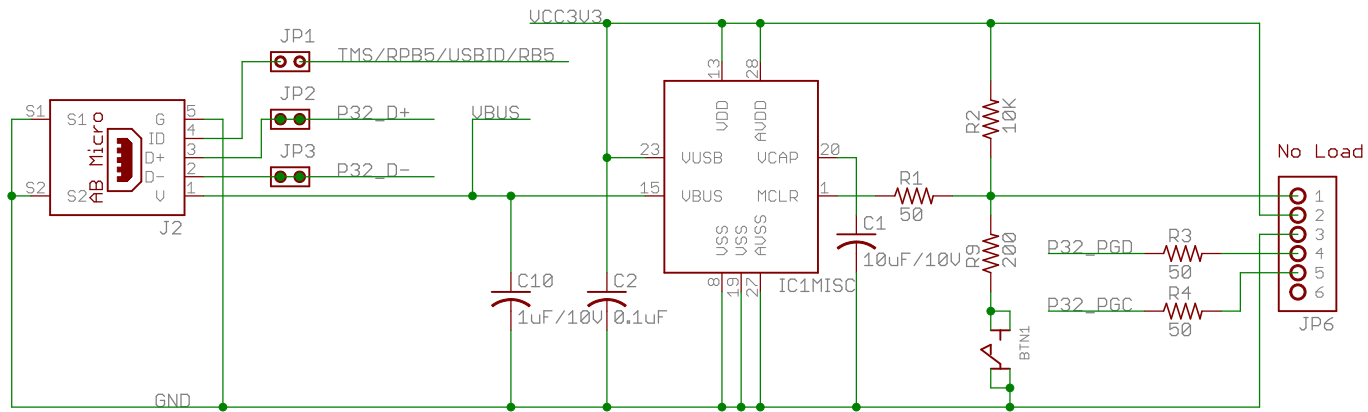 VCC3V3
JP1
TMS/RPB5/USBID/RB5
JP2
P32_D+
VBUS
JP3
P32_D-
S1
S1
G
5
ID
4
D+
3
D-
2
S2
S2
V
1
AB Micro
J2
GND
C10
1uF/10V
C2
0.1uF
13
28
VDD
AVDD
23
VUSB
VCAP
20
15
VBUS
MCLR
1
VSS
VSS
AVSS
8
19
27
IC1MISC
C1
10uF/10V
R1
50
R2
10K
R9
200
BTN1
P32_PGD
R3
50
P32_PGC
R4
50
No Load
1
2
3
4
5
6
JP6